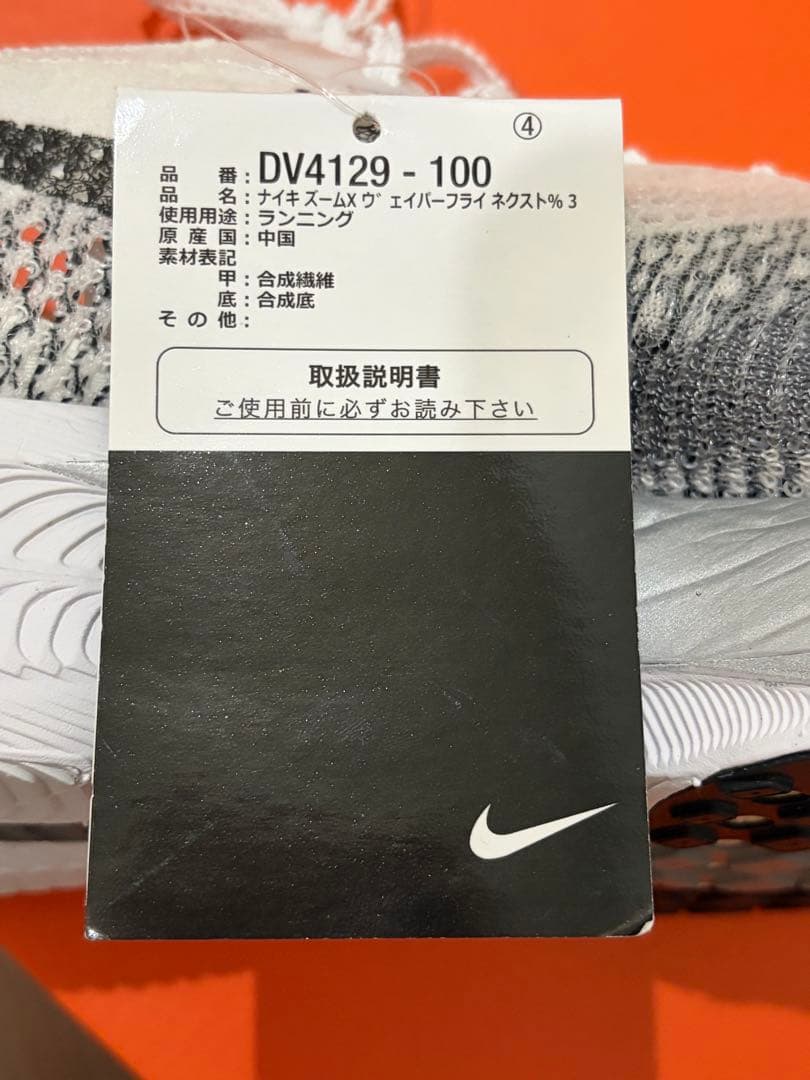 ④
品 番：DV4129 - 100
品 名：ナイキ ズームX ヴェイパーフライ ネクスト% 3
使用用途：ランニング
原 産 国：中国
素材表記
甲：合成繊維
底：合成底
そ の 他：
取扱説明書
ご使用前に必ずお読み下さい